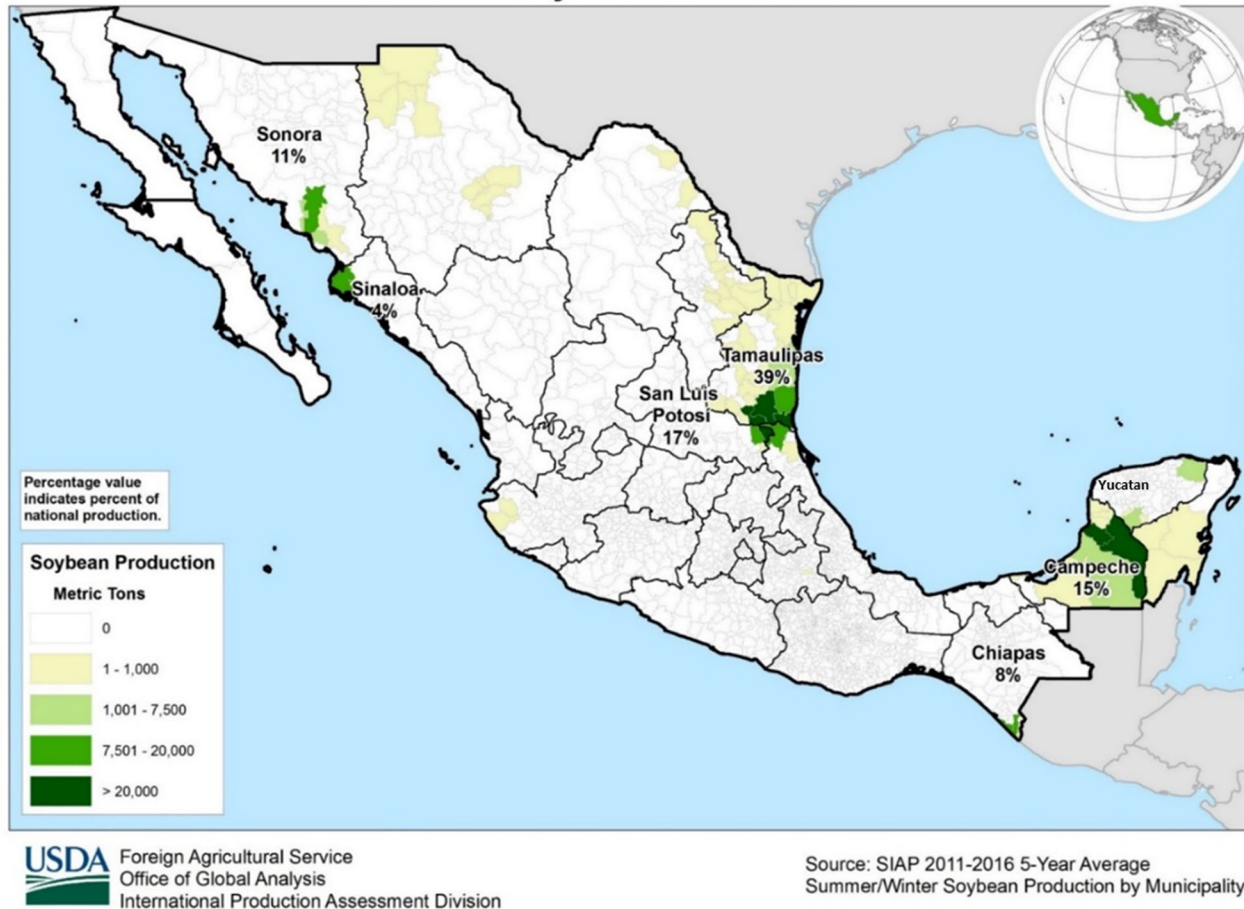 Sonora
11%
Sinaloa
4%
Tamaulipas
39%
San Luis
Potosi
17%
Yucatan
Campeche
15%
Chiapas
8%
Percentage value
indicates percent of
national production.
Soybean Production
Metric Tons
0
1 - 1,000
1,001 - 7,500
7,501 - 20,000
> 20,000
USDA
Foreign Agricultural Service
Office of Global Analysis
International Production Assessment Division
Source: SIAP 2011-2016 5-Year Average
Summer/Winter Soybean Production by Municipality